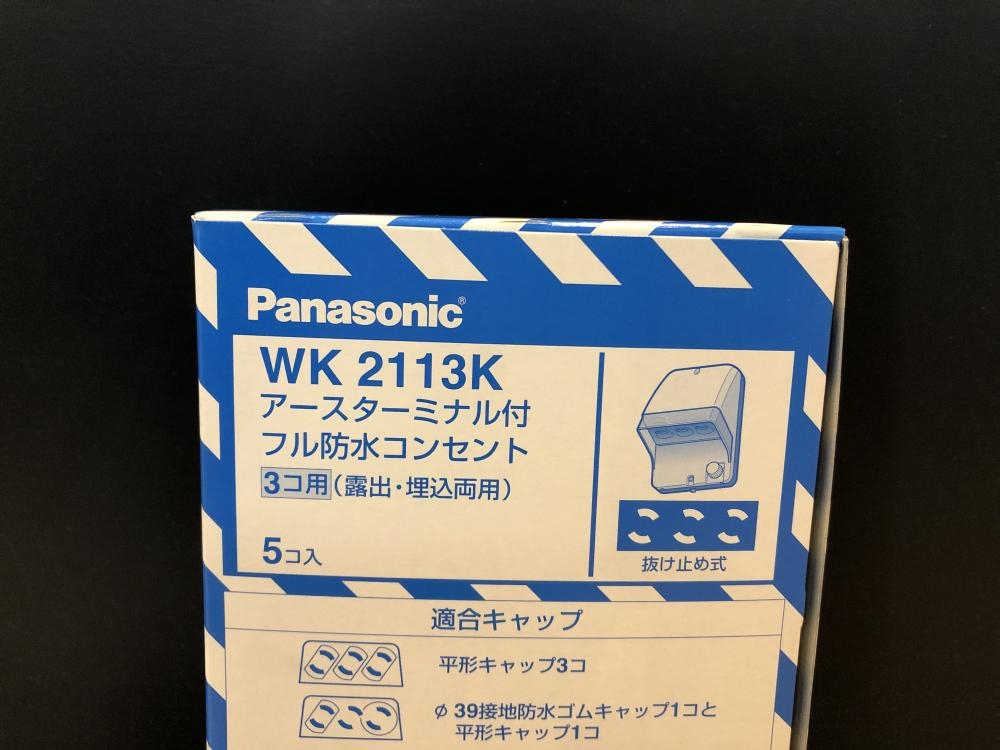 Panasonic®
WK 2113K
アースターミナル付
フル防水コンセント
3コ用(露出・埋込両用)
5コ入
抜け止め式
適合キャップ
平形キャップ3コ
φ39接地防水ゴムキャップ1コと
平形キャップ1コ